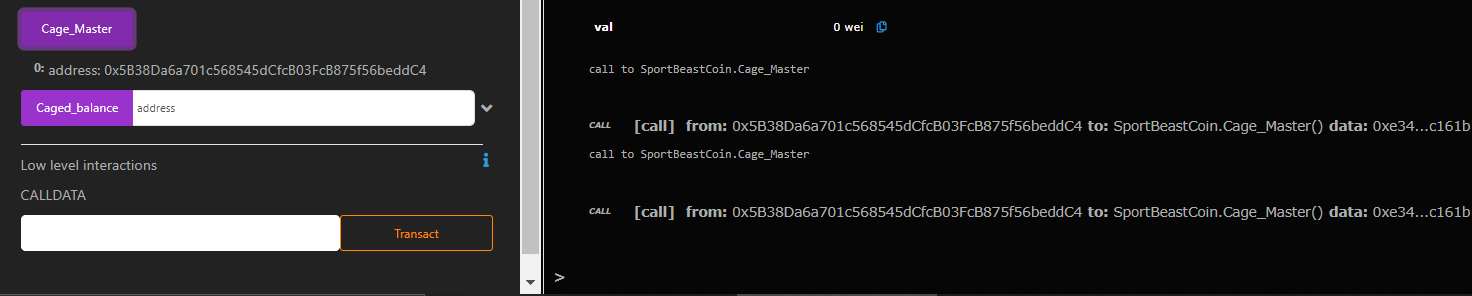 Cage_Master
0: address: 0x5B38Da6a701c568545dCfcB03FcB875f56beddC4
Caged_balance address
Low level interactions
CALLDATA
Transact
val 0 wei
call to SportBeastCoin.Cage_Master
CALL [call] from: 0x5B38Da6a701c568545dCfcB03FcB875f56beddC4 to: SportBeastCoin.Cage_Master() data: 0xe34...c161b
call to SportBeastCoin.Cage_Master
CALL [call] from: 0x5B38Da6a701c568545dCfcB03FcB875f56beddC4 to: SportBeastCoin.Cage_Master() data: 0xe34...c161b
>